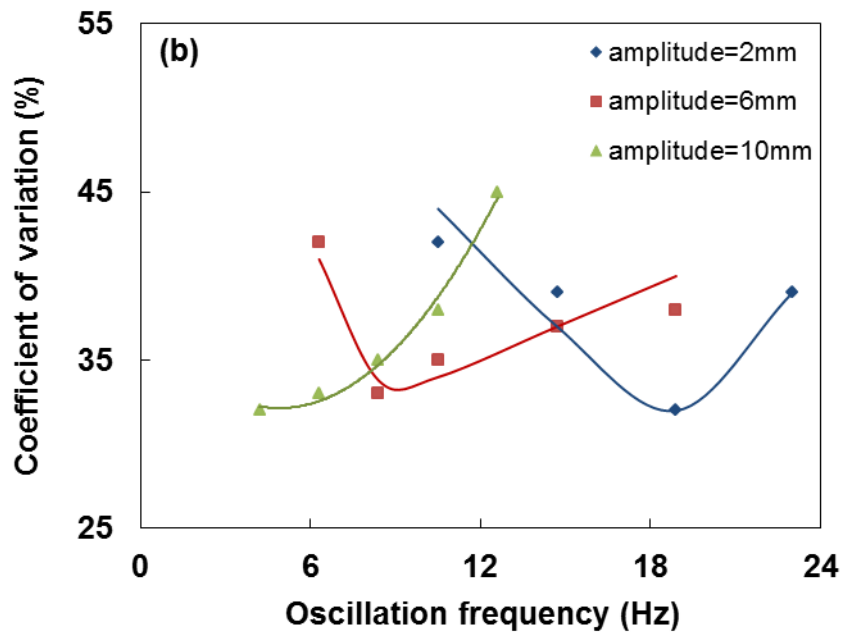 55
(b)
amplitude=2mm
amplitude=6mm
amplitude=10mm
45
35
25
Coefficient of variation (%)
0 6 12 18 24
Oscillation frequency (Hz)